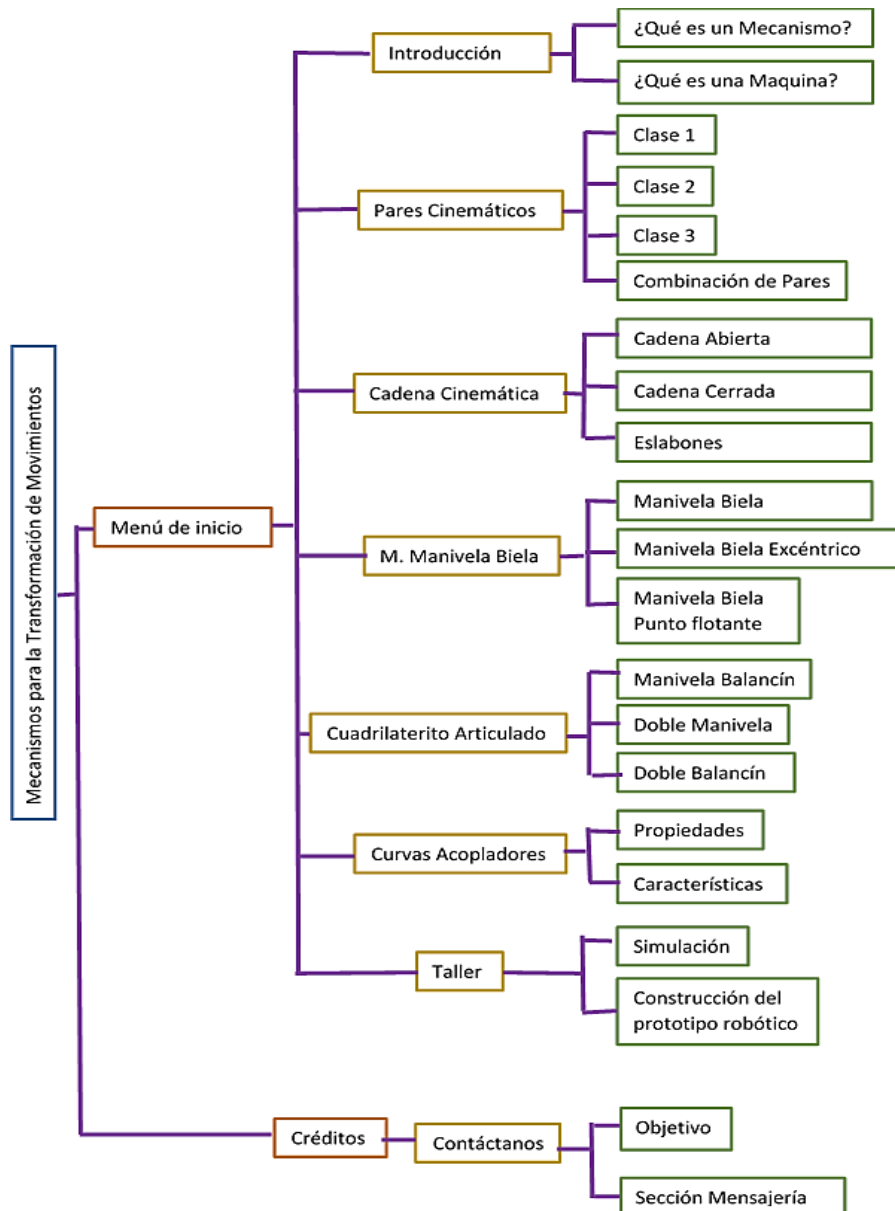 Mecanismos para la Transformación de Movimientos
Menú de inicio
Introducción
¿Qué es un Mecanismo?
¿Qué es una Maquina?
Pares Cinemáticos
Clase 1
Clase 2
Clase 3
Combinación de Pares
Cadena Cinemática
Cadena Abierta
Cadena Cerrada
Eslabones
M. Manivela Biela
Manivela Biela
Manivela Biela Excéntrico
Manivela Biela
Punto flotante
Cuadrilaterito Articulado
Manivela Balancín
Doble Manivela
Doble Balancín
Curvas Acopladores
Propiedades
Características
Taller
Simulación
Construcción del
prototipo robótico
Créditos
Contáctanos
Objetivo
Sección Mensajería